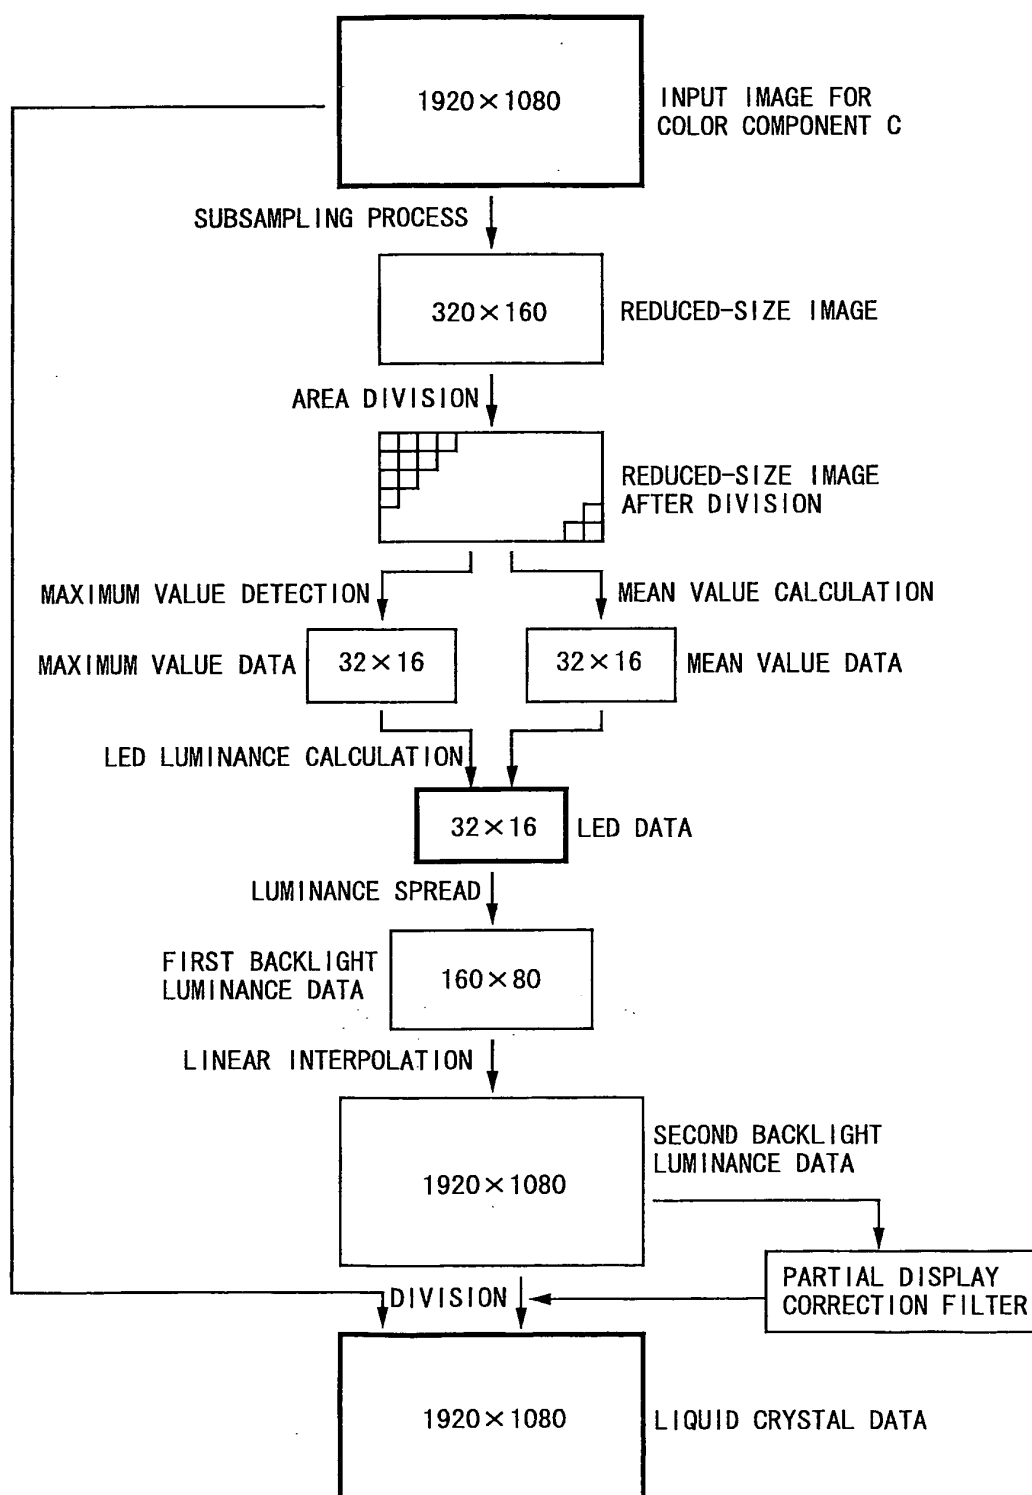 1920×1080
INPUT IMAGE FOR
COLOR COMPONENT C
SUBSAMPLING PROCESS
320×160
REDUCED-SIZE IMAGE
AREA DIVISION
REDUCED-SIZE IMAGE
AFTER DIVISION
MAXIMUM VALUE DETECTION
MEAN VALUE CALCULATION
MAXIMUM VALUE DATA
32×16
32×16
MEAN VALUE DATA
LED LUMINANCE CALCULATION
32×16
LED DATA
LUMINANCE SPREAD
FIRST BACKLIGHT
LUMINANCE DATA
160×80
LINEAR INTERPOLATION
1920×1080
SECOND BACKLIGHT
LUMINANCE DATA
PARTIAL DISPLAY
CORRECTION FILTER
DIVISION
1920×1080
LIQUID CRYSTAL DATA